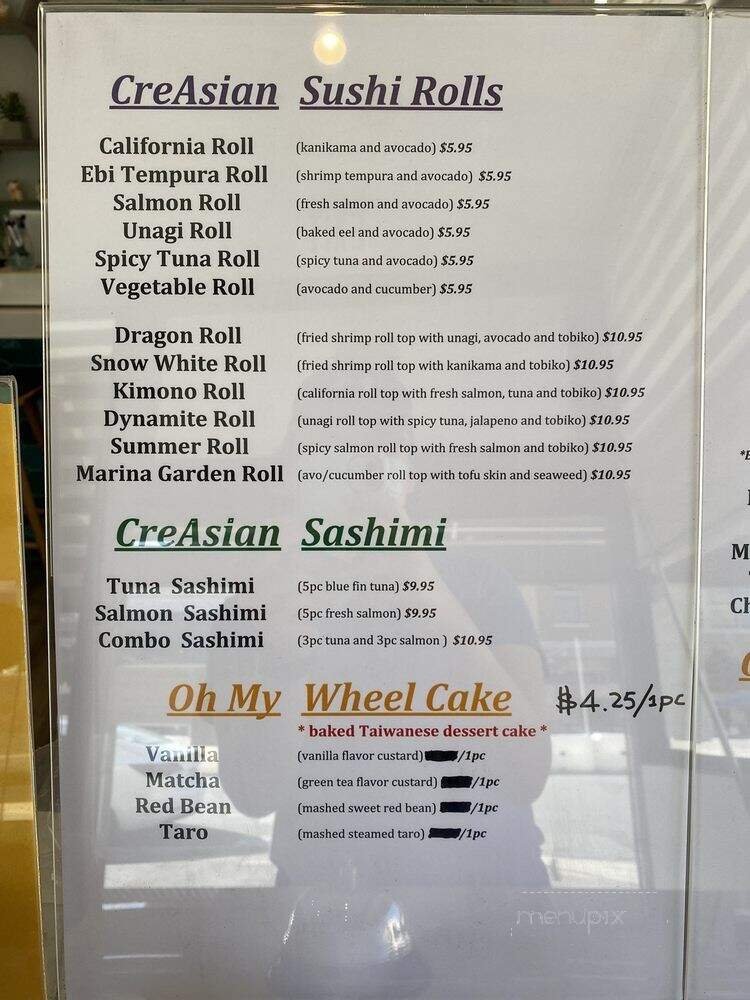 CreAsian Sushi Rolls
California Roll (kanikama and avocado) $5.95
Ebi Tempura Roll (shrimp tempura and avocado) $5.95
Salmon Roll (fresh salmon and avocado) $5.95
Unagi Roll (baked eel and avocado) $5.95
Spicy Tuna Roll (spicy tuna and avocado) $5.95
Vegetable Roll (avocado and cucumber) $5.95
Dragon Roll (fried shrimp roll top with unagi, avocado and tobiko) $10.95
Snow White Roll (fried shrimp roll top with kanikama and tobiko) $10.95
Kimono Roll (california roll top with fresh salmon, tuna and tobiko) $10.95
Dynamite Roll (unagi roll top with spicy tuna, jalapeno and tobiko) $10.95
Summer Roll (spicy salmon roll top with fresh salmon and tobiko) $10.95
Marina Garden Roll (avo/cucumber roll top with tofu skin and seaweed) $10.95
CreAsian Sashimi
Tuna Sashimi (5pc blue fin tuna) $9.95
Salmon Sashimi (5pc fresh salmon) $9.95
Combo Sashimi (3pc tuna and 3pc salmon ) $10.95
Oh My Wheel Cake $4.25/1pc
* baked Taiwanese dessert cake *
Vanilla (vanilla flavor custard) /1pc
Matcha (green tea flavor custard) /1pc
Red Bean (mashed sweet red bean) /1pc
Taro (mashed steamed taro) /1pc
menupix